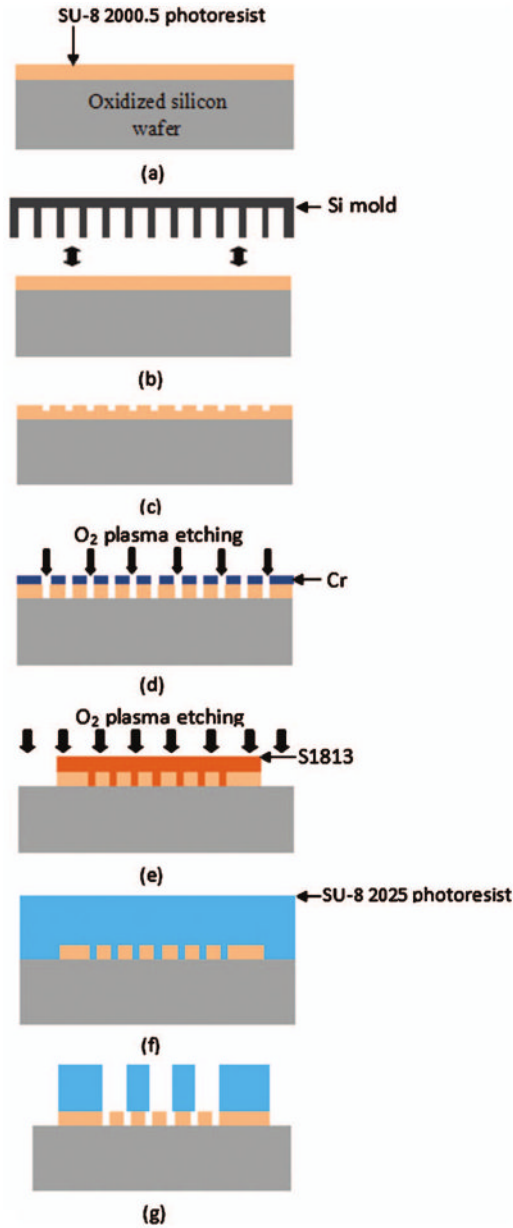 SU-8 2000.5 photoresist
Oxidized silicon
wafer
(a)
Si mold
(b)
(c)
O₂ plasma etching
Cr
(d)
O₂ plasma etching
S1813
(e)
SU-8 2025 photoresist
(f)
(g)